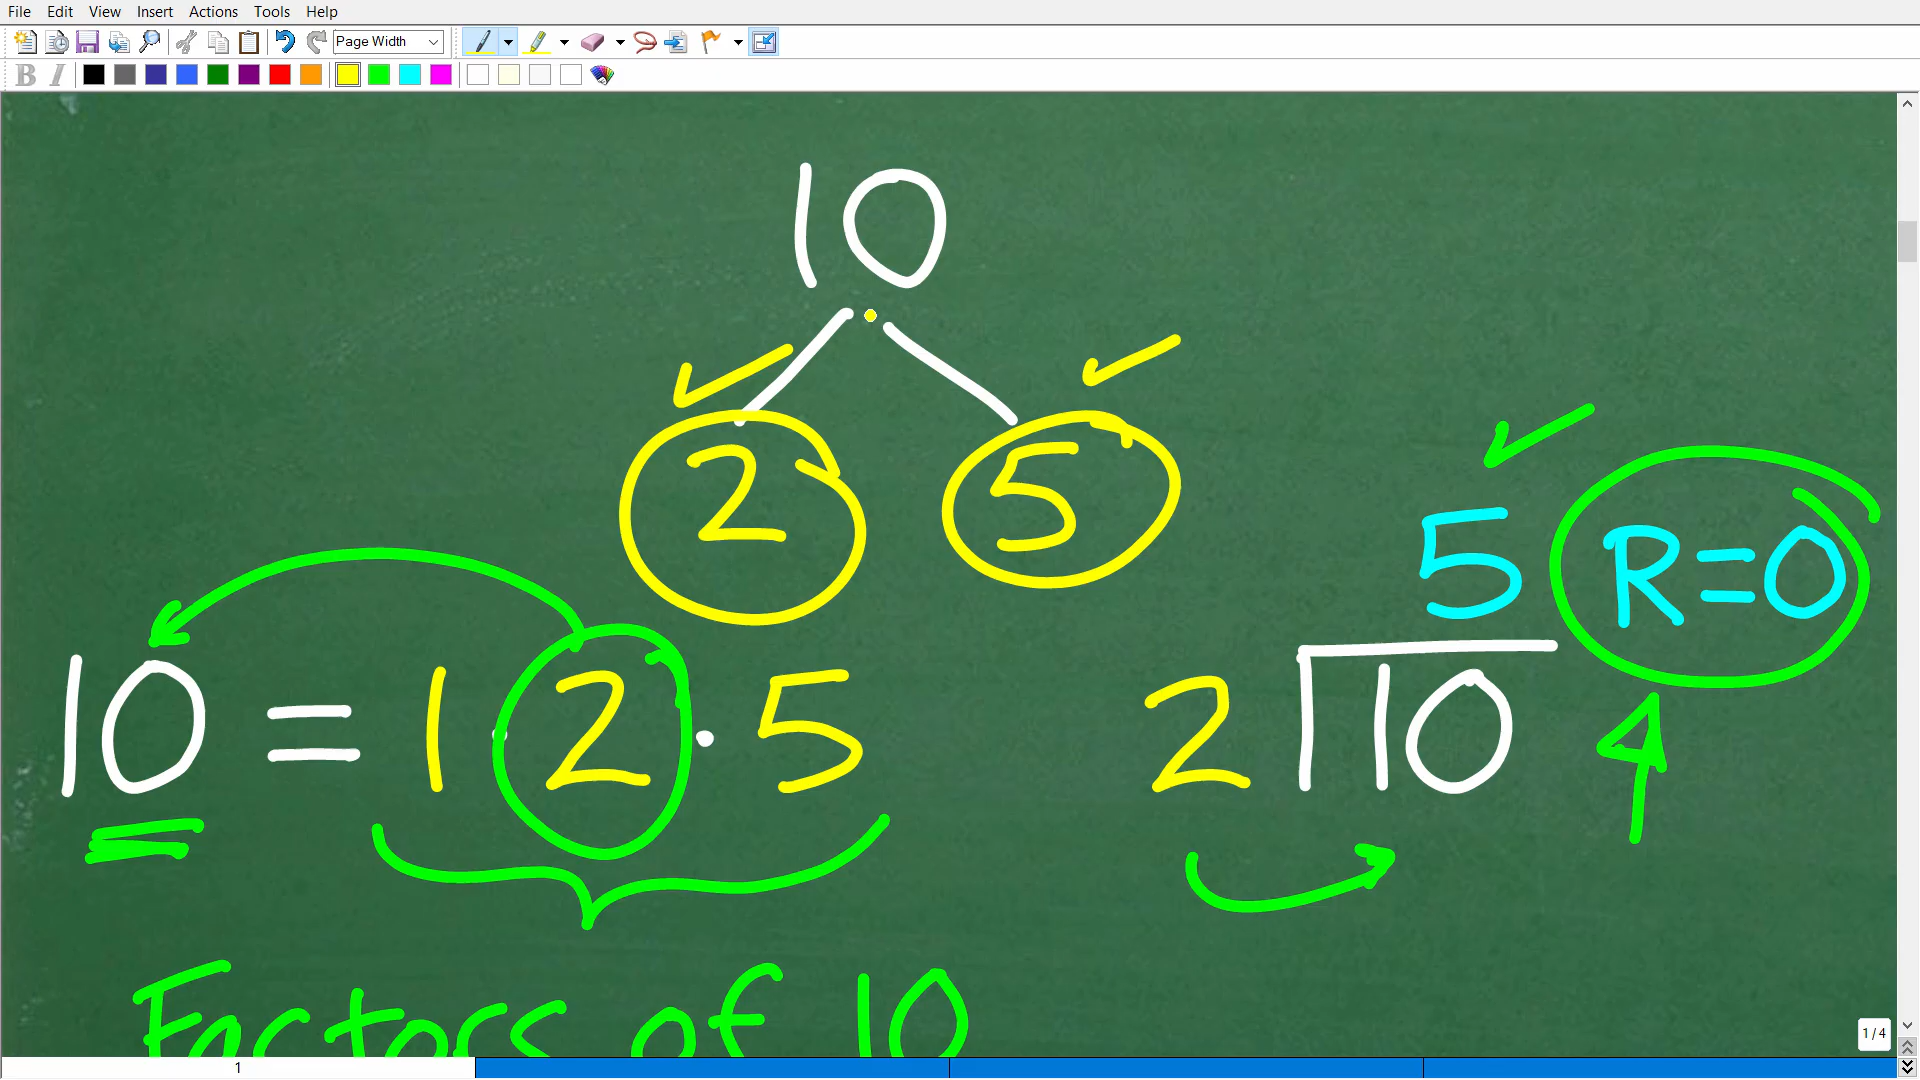 File Edit View Insert Actions Tools Help
Page Width
B I
10
2 5
5 R=0
10 = 1 · 2 · 5
2 10
Factors of 10
1 / 4
1